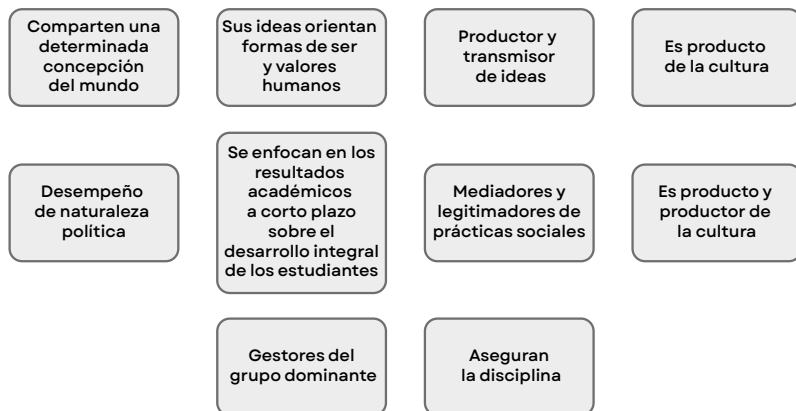 Comparten una
determinada
concepción
del mundo
Sus ideas orientan
formas de ser
y valores
humanos
Productor y
transmisor
de ideas
Es producto
de la cultura
Desempeño
de naturaleza
política
Se enfocan en los
resultados
académicos
a corto plazo
sobre el
desarrollo integral
de los estudiantes
Mediadores y
legitimadores de
prácticas sociales
Es producto y
productor de
la cultura
Gestores del
grupo dominante
Aseguran
la disciplina